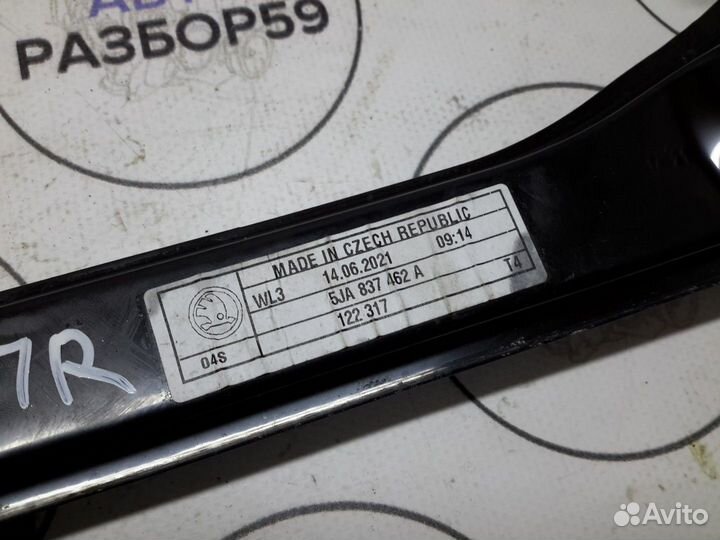 АВТ
РАЗБОР59
MADE IN CZECH REPUBLIC
WL3 14.06.2021 09:14
5JA 837 462 A T4
04S 122 317
R
Avito